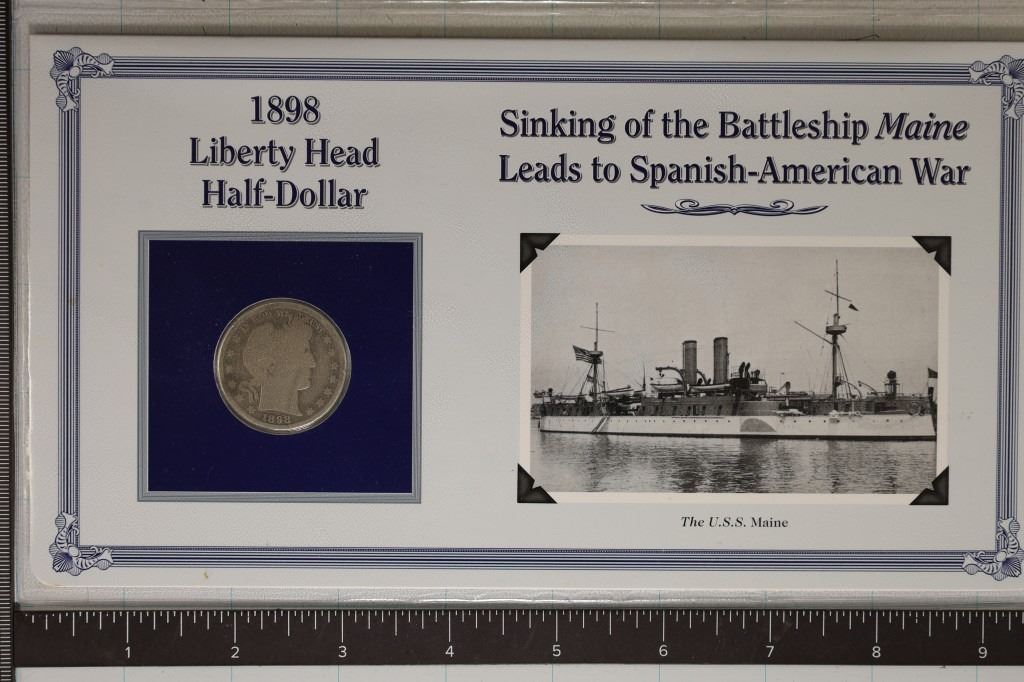 1898
Liberty Head
Half-Dollar
1898
Sinking of the Battleship Maine
Leads to Spanish-American War
The U.S.S. Maine
1 2 3 4 5 6 7 8 9